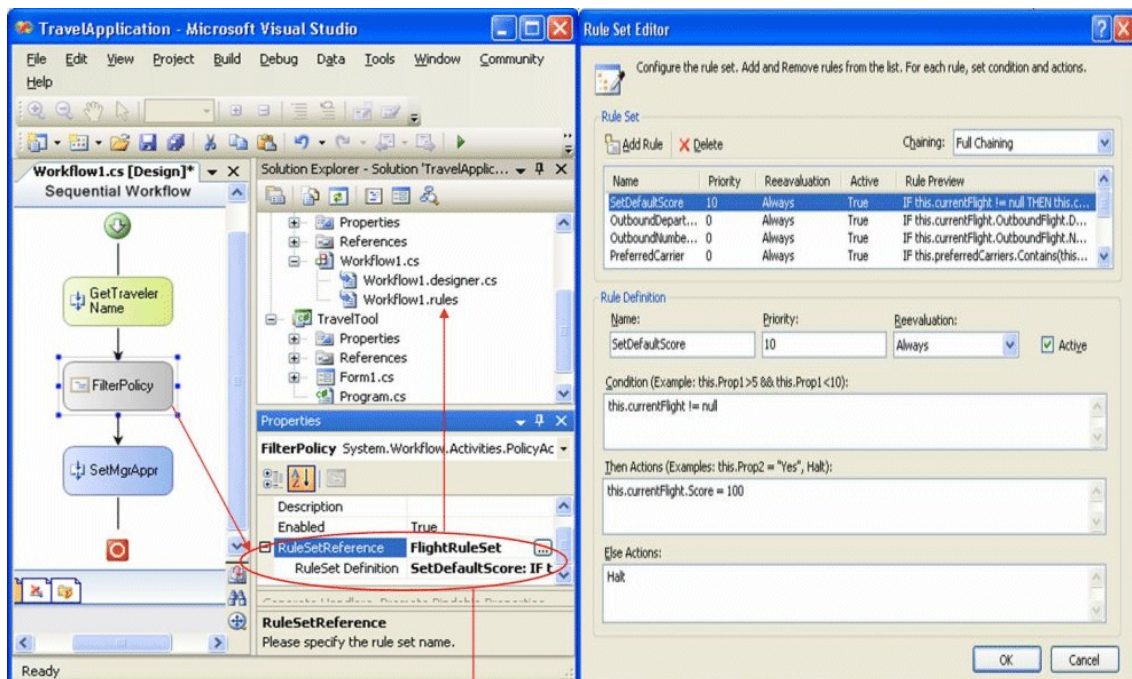 TravelApplication - Microsoft Visual Studio
File Edit View Project Build Debug Data Tools Window Community
Help
Workflow1.cs [Design]*
Sequential Workflow
GetTraveler
Name
FilterPolicy
SetMgrAppr
Solution Explorer - Solution 'TravelApplic...
Properties
References
Workflow1.cs
Workflow1.designer.cs
Workflow1.rules
TravelTool
Properties
References
Form1.cs
Program.cs
Properties
FilterPolicy System.Workflow.Activities.PolicyAc
Description
Enabled True
RuleSetReference FlightRuleSet ...
RuleSet Definition SetDefaultScore: IF t
RuleSetReference
Please specify the rule set name.
Ready
Rule Set Editor
Configure the rule set. Add and Remove rules from the list. For each rule, set condition and actions.
Rule Set
Add Rule Delete Chaining: Full Chaining
Name Priority Reeavaluation Active Rule Preview
SetDefaultScore 10 Always True IF this.currentFlight != null THEN this.c...
OutboundDepart... 0 Always True IF this.currentFlight.OutboundFlight.D...
OutboundNumbe... 0 Always True IF this.currentFlight.OutboundFlight.N...
PreferredCarrier 0 Always True IF this.preferredCarriers.Contains(this...
Rule Definition
Name: Priority: Reevaluation:
SetDefaultScore 10 Always Active
Condition (Example: this.Prop1>5 && this.Prop1<10):
this.currentFlight != null
Then Actions (Examples: this.Prop2 = "Yes", Halt):
this.currentFlight.Score = 100
Else Actions:
Halt
OK Cancel